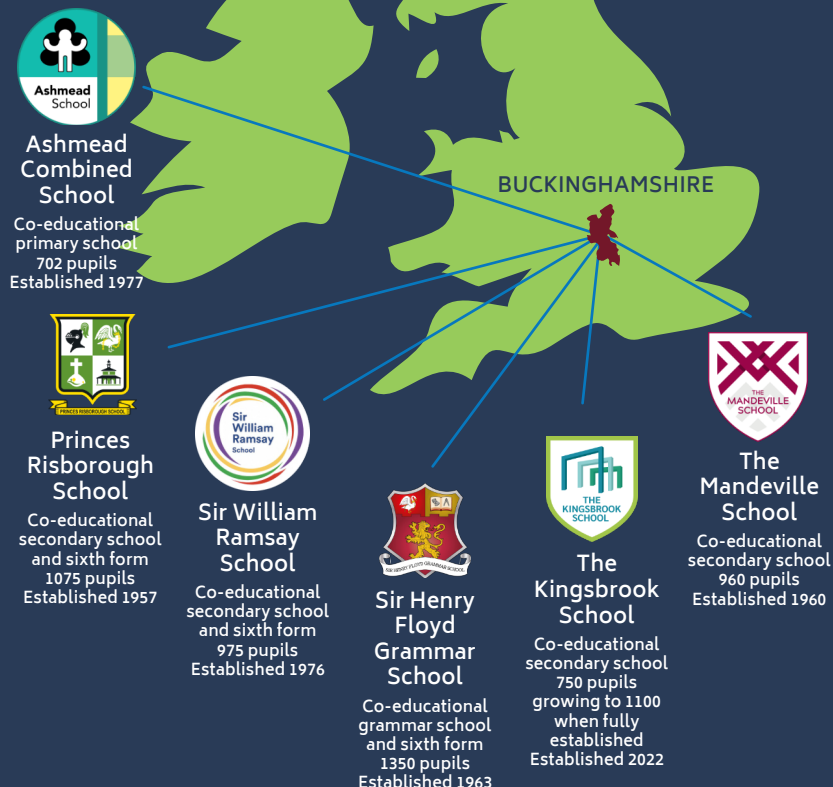 Ashmead
School
Ashmead
Combined
School
Co-educational
primary school
702 pupils
Established 1977
BUCKINGHAMSHIRE
PRINCES RISBOROUGH SCHOOL
Princes
Risborough
School
Co-educational
secondary school
and sixth form
1075 pupils
Established 1957
Sir
William
Ramsay
School
Sir William
Ramsay
School
Co-educational
secondary school
and sixth form
975 pupils
Established 1976
A
SIR HENRY FLOYD GRAMMAR SCHOOL
Sir Henry
Floyd
Grammar
School
Co-educational
grammar school
and sixth form
1350 pupils
Established 1963
THE
KINGSBROOK
SCHOOL
The
Kingsbrook
School
Co-educational
secondary school
750 pupils
growing to 1100
when fully
established
Established 2022
THE
MANDEVILLE
SCHOOL
The
Mandeville
School
Co-educational
secondary school
960 pupils
Established 1960